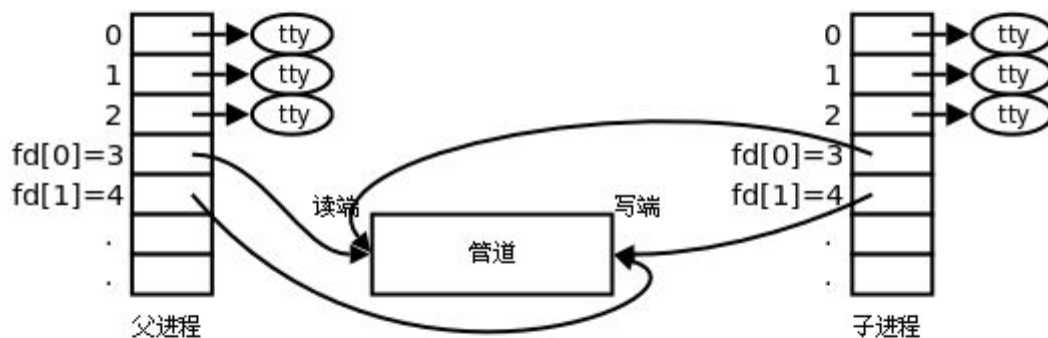 0 tty 0 tty
1 tty 1 tty
2 tty 2 tty
fd[0]=3 fd[0]=3
fd[1]=4 读端 写端 fd[1]=4
. 管道 .
. .
父进程 子进程